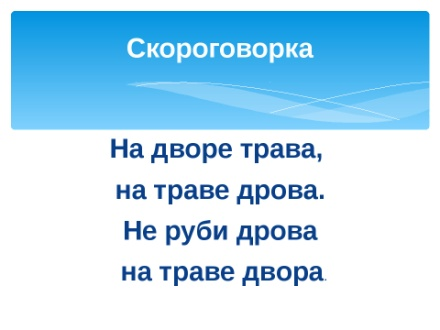 Скороговорка
На дворе трава,
на траве дрова.
Не руби дрова
на траве двора.